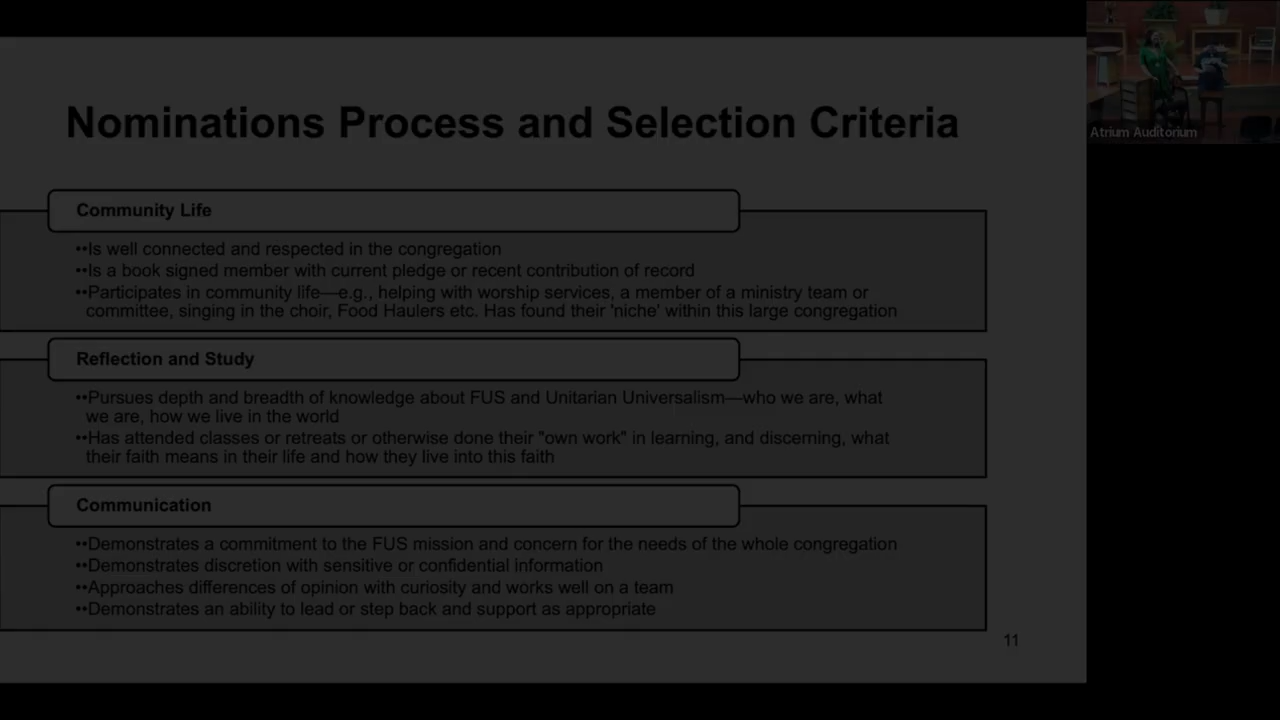 Nominations Process and Selection Criteria
Atrium Auditorium
Community Life
••Is well connected and respected in the congregation
••Is a book signed member with current pledge or recent contribution of record
••Participates in community life—e.g., helping with worship services, a member of a ministry team or
committee, singing in the choir, Food Haulers etc. Has found their 'niche' within this large congregation
Reflection and Study
••Pursues depth and breadth of knowledge about FUS and Unitarian Universalism—who we are, what
we are, how we live in the world
••Has attended classes or retreats or otherwise done their "own work" in learning, and discerning, what
their faith means in their life and how they live into this faith
Communication
••Demonstrates a commitment to the FUS mission and concern for the needs of the whole congregation
••Demonstrates discretion with sensitive or confidential information
••Approaches differences of opinion with curiosity and works well on a team
••Demonstrates an ability to lead or step back and support as appropriate
11